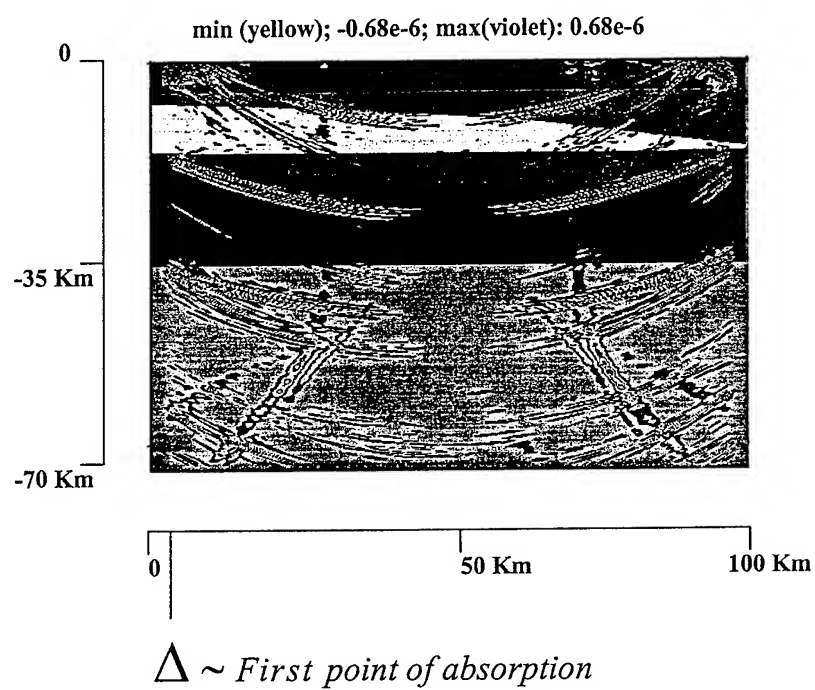 min (yellow); -0.68e-6; max(violet): 0.68e-6
0
-35 Km
-70 Km
0
50 Km
100 Km
Δ ~ First point of absorption